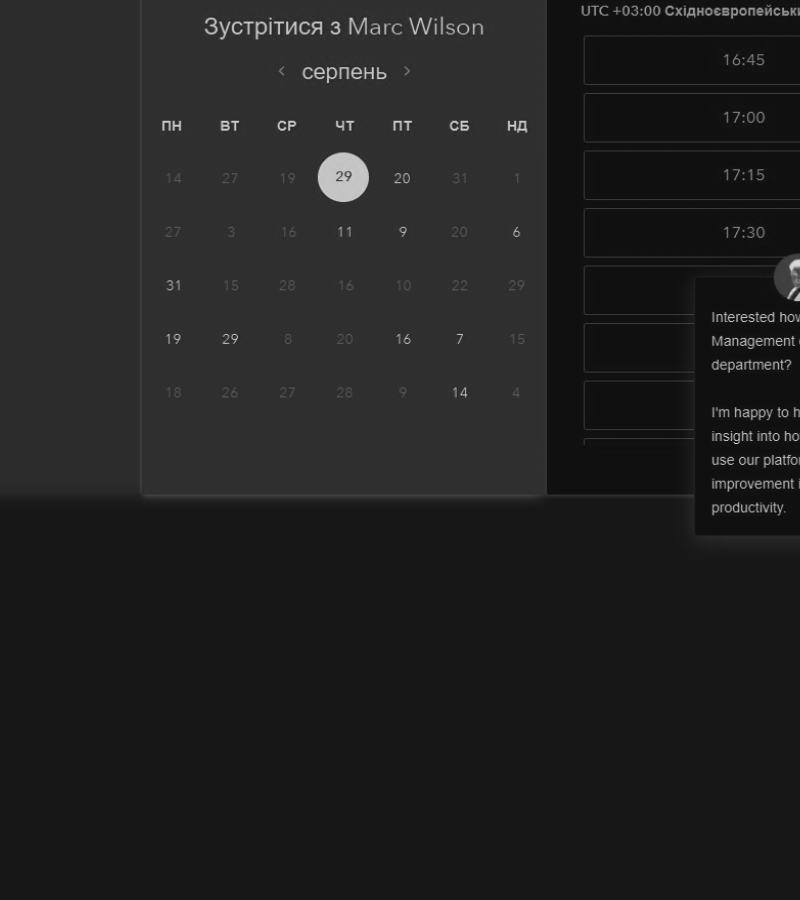 Зустрітися з Marc Wilson
серпень
ПН ВТ СР ЧТ ПТ СБ НД
14 27 19 29 20 31 1
27 3 16 11 9 20 6
31 15 28 16 10 22 29
19 29 8 20 16 7 15
18 26 27 28 9 14 4
UTC +03:00
16:45
17:00
17:15
17:30
Interested how
Management
department?
I'm happy to
insight into
use our
improvement
productivity.